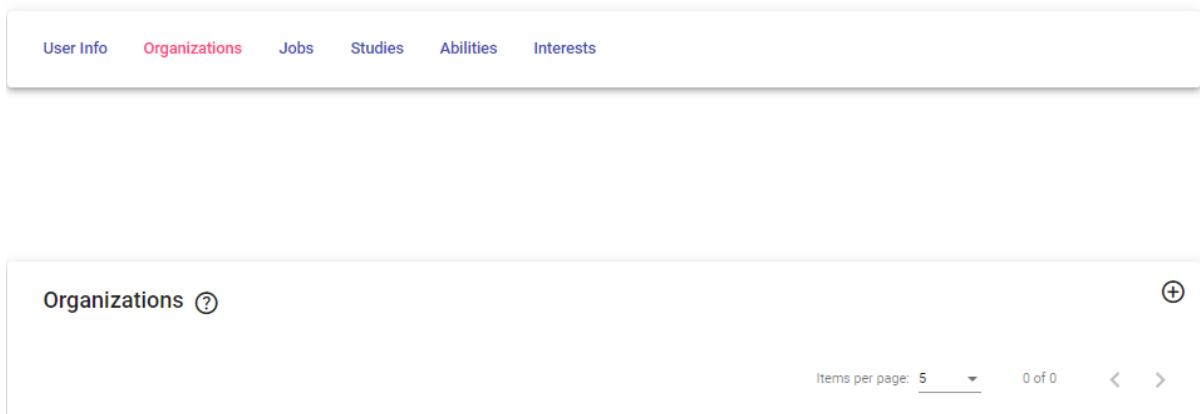 User Info Organizations Jobs Studies Abilities Interests
Organizations ?
Items per page: 5 0 of 0